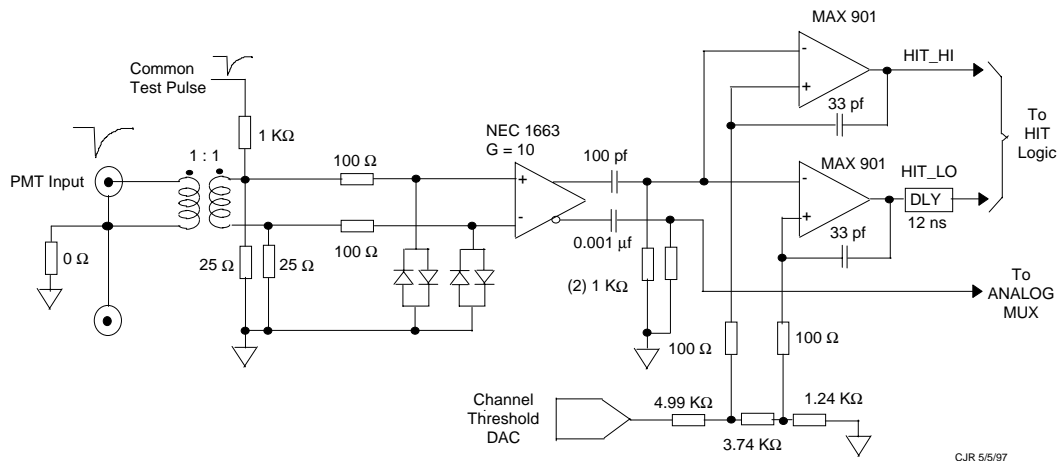 MAX 901
HIT_HI
-
+
33 pf
To
HIT
Logic
Common
Test Pulse
1 KΩ
NEC 1663
G = 10
100 pf
PMT Input
1 : 1
100 Ω
+
-
100 Ω
MAX 901
HIT_LO
-
+
DLY
12 ns
33 pf
0.001 μf
0 Ω
25 Ω
25 Ω
(2) 1 KΩ
To
ANALOG
MUX
100 Ω
100 Ω
Channel
Threshold
DAC
4.99 KΩ
3.74 KΩ
1.24 KΩ
CJR 5/5/97